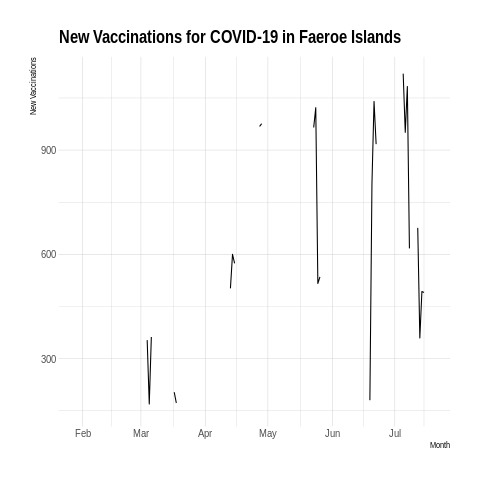 New Vaccinations for COVID-19 in Faeroe Islands
New Vaccinations
900
600
300
Feb Mar Apr May Jun Jul
Month